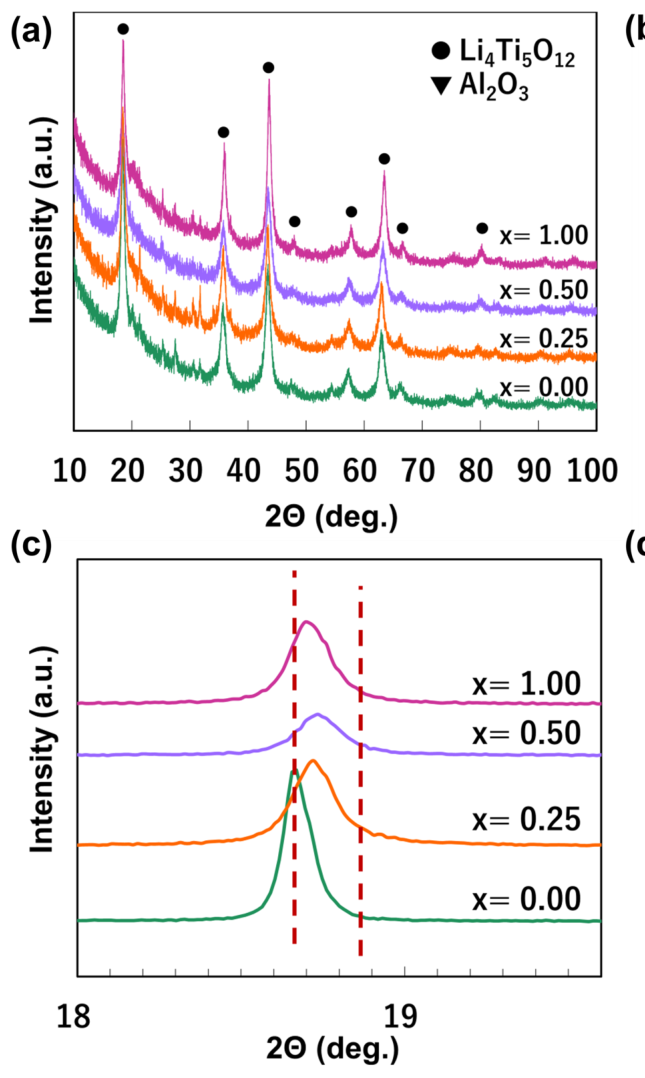 (a)
(b
● Li₄Ti₅O₁₂
▼ Al₂O₃
Intensity (a.u.)
x= 1.00
x= 0.50
x= 0.25
x= 0.00
10 20 30 40 50 60 70 80 90 100
2Θ (deg.)
(c)
(d
Intensity (a.u.)
x= 1.00
x= 0.50
x= 0.25
x= 0.00
18 19
2Θ (deg.)